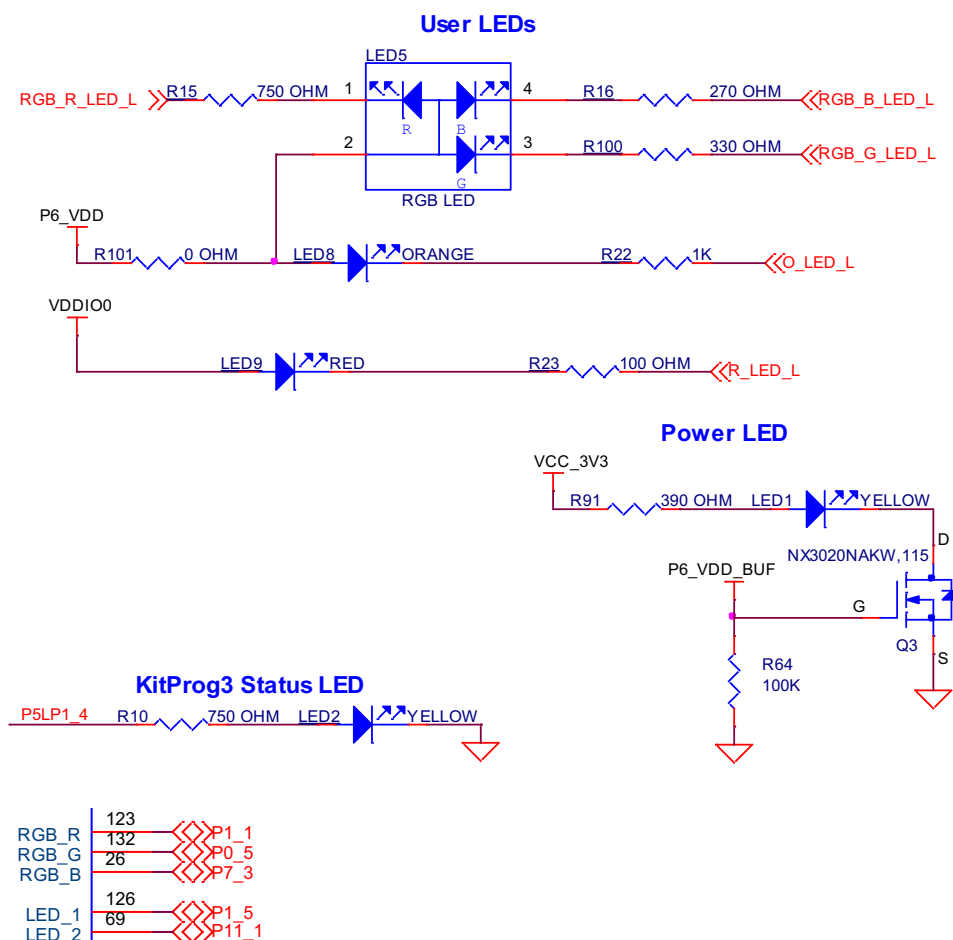 User LEDs
LED5
RGB_R_LED_L R15 750 OHM 1 4 R16 270 OHM RGB_B_LED_L
R B
2 3 R100 330 OHM RGB_G_LED_L
G
RGB LED
P6_VDD
R101 0 OHM LED8 ORANGE R22 1K O_LED_L
VDDIO0
LED9 RED R23 100 OHM R_LED_L
Power LED
VCC_3V3
R91 390 OHM LED1 YELLOW
D
NX3020NAKW,115
P6_VDD_BUF
G
Q3
S
R64
100K
KitProg3 Status LED
P5LP1_4 R10 750 OHM LED2 YELLOW
RGB_R 123 P1_1
RGB_G 132 P0_5
RGB_B 26 P7_3
LED_1 126 P1_5
LED_2 69 P11_1